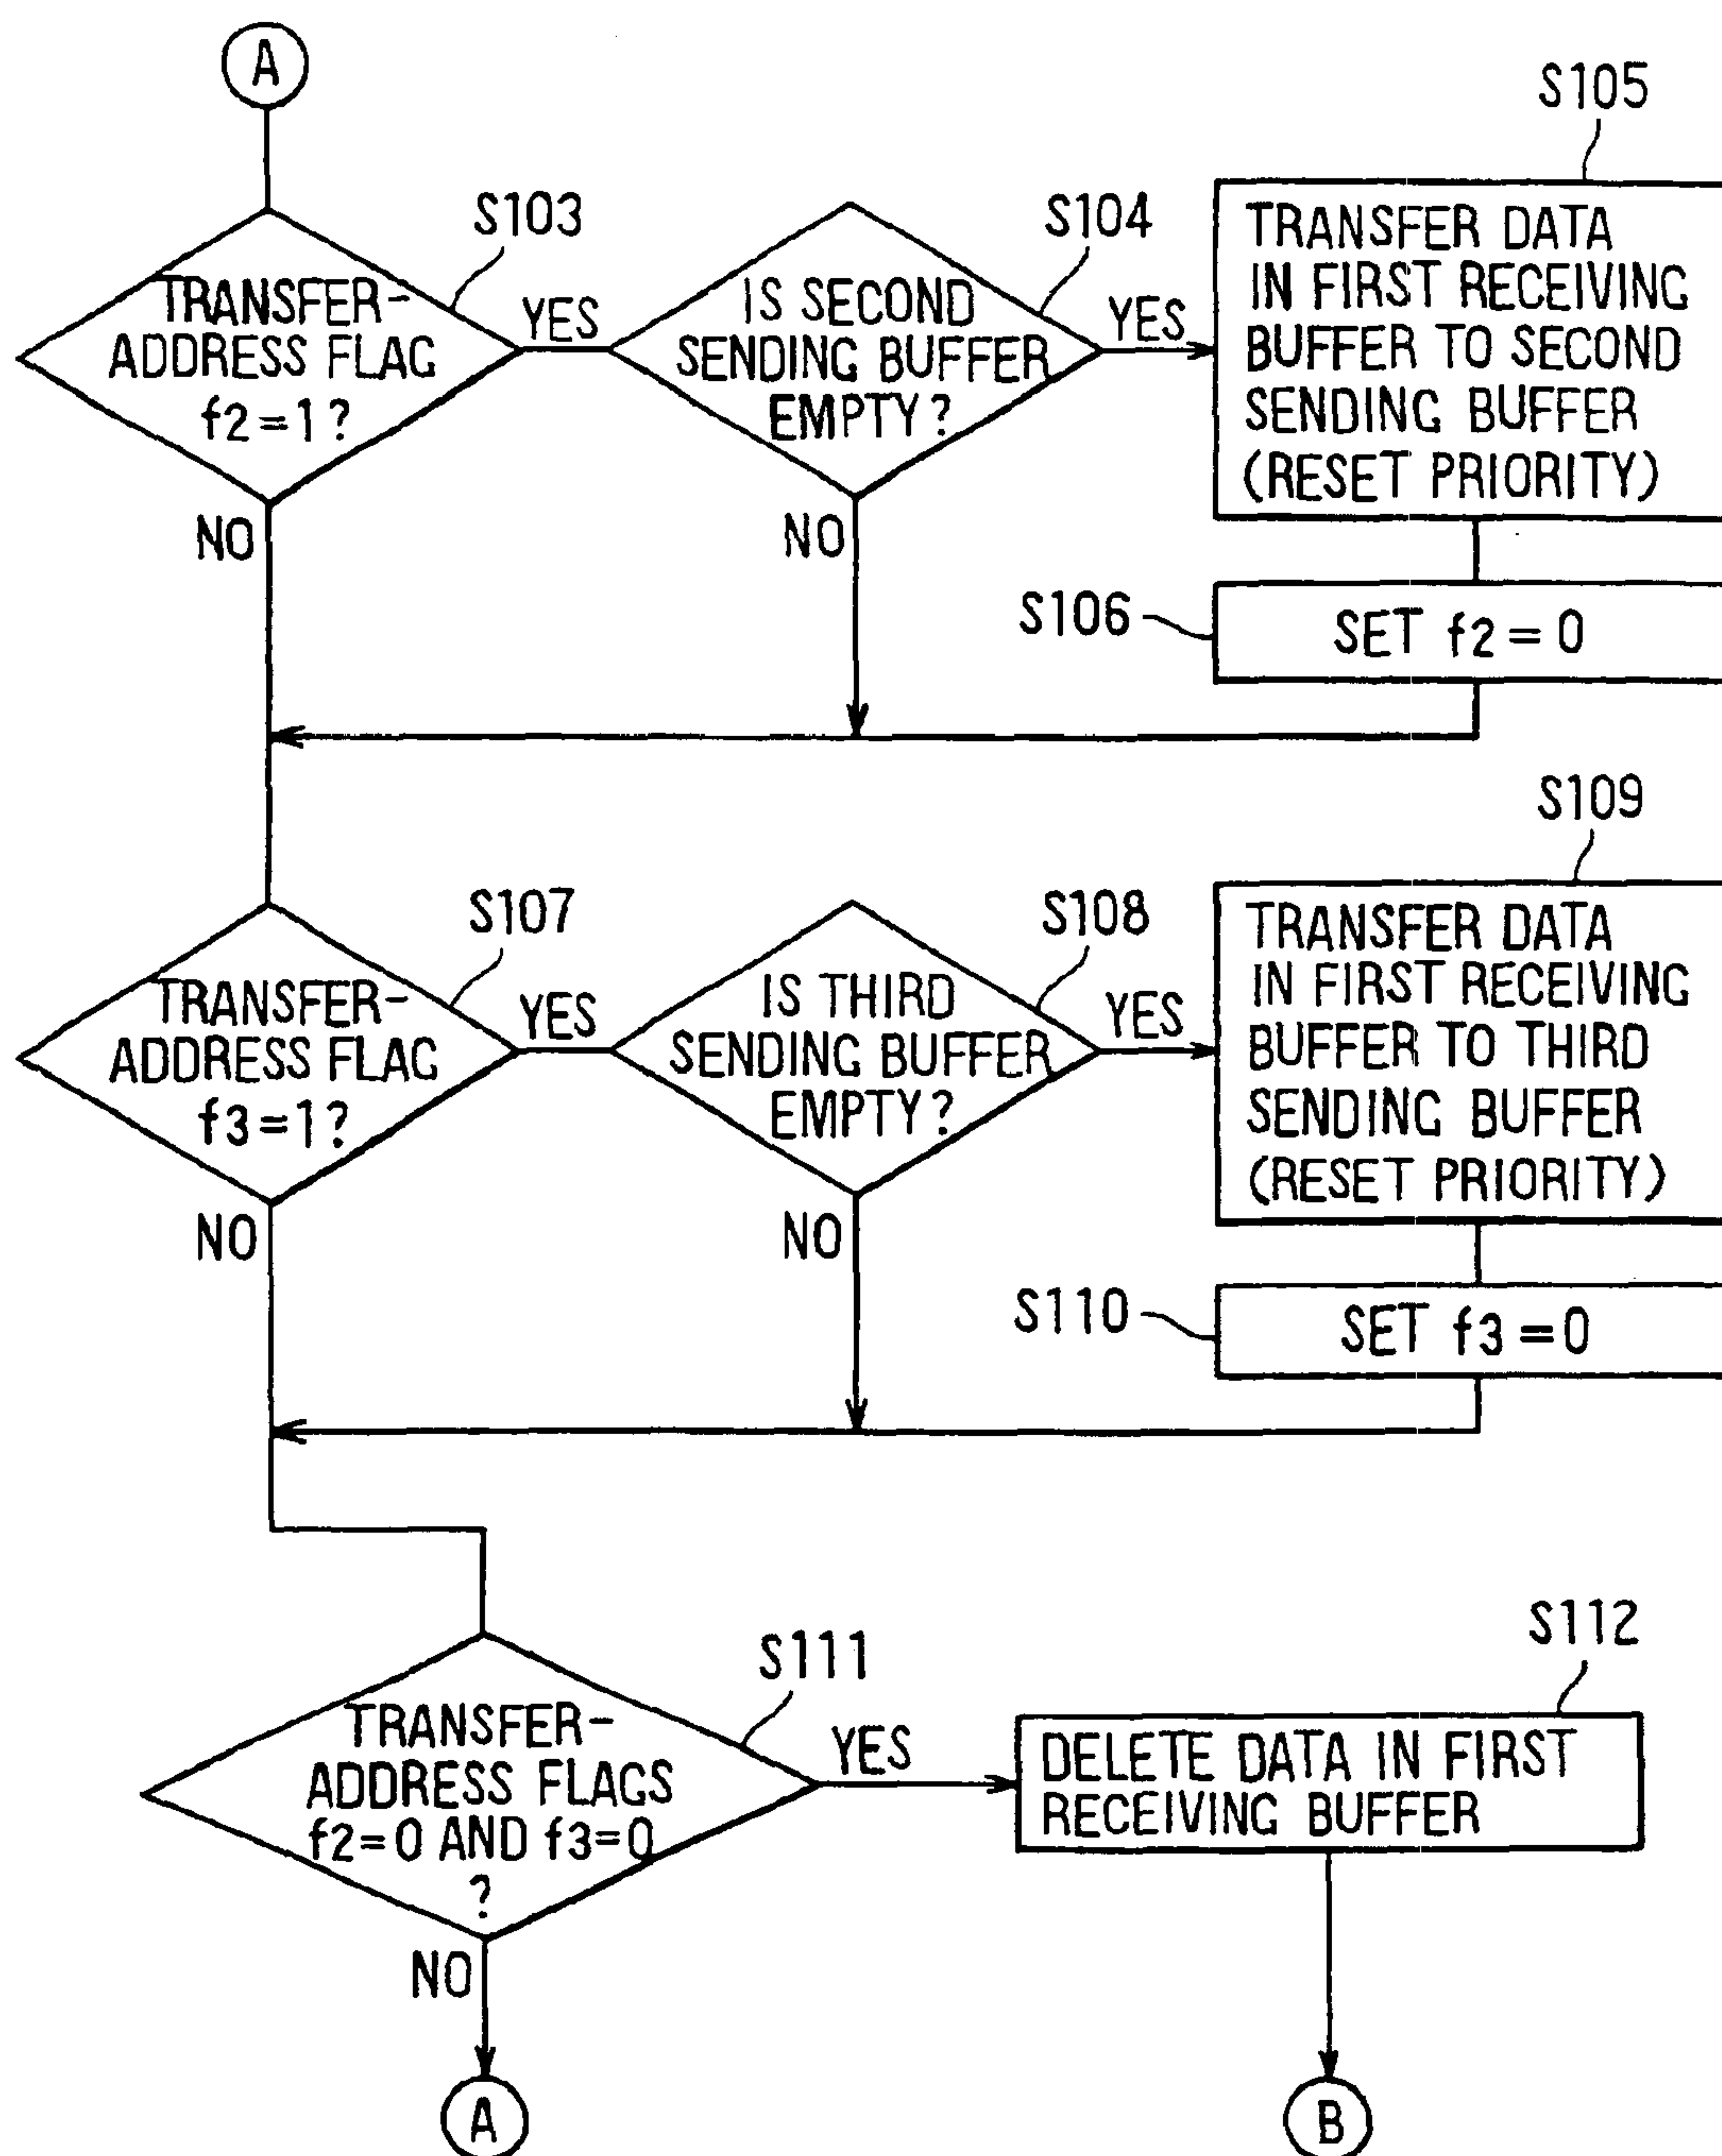 A
S103
TRANSFER-
ADDRESS FLAG
f2=1?
YES
NO
S104
IS SECOND
SENDING BUFFER
EMPTY?
YES
NO
S105
TRANSFER DATA
IN FIRST RECEIVING
BUFFER TO SECOND
SENDING BUFFER
(RESET PRIORITY)
S106
SET f2=0
S107
TRANSFER-
ADDRESS FLAG
f3=1?
YES
NO
S108
IS THIRD
SENDING BUFFER
EMPTY?
YES
NO
S109
TRANSFER DATA
IN FIRST RECEIVING
BUFFER TO THIRD
SENDING BUFFER
(RESET PRIORITY)
S110
SET f3=0
S111
TRANSFER-
ADDRESS FLAGS
f2=0 AND f3=0
?
YES
NO
S112
DELETE DATA IN FIRST
RECEIVING BUFFER
A
B